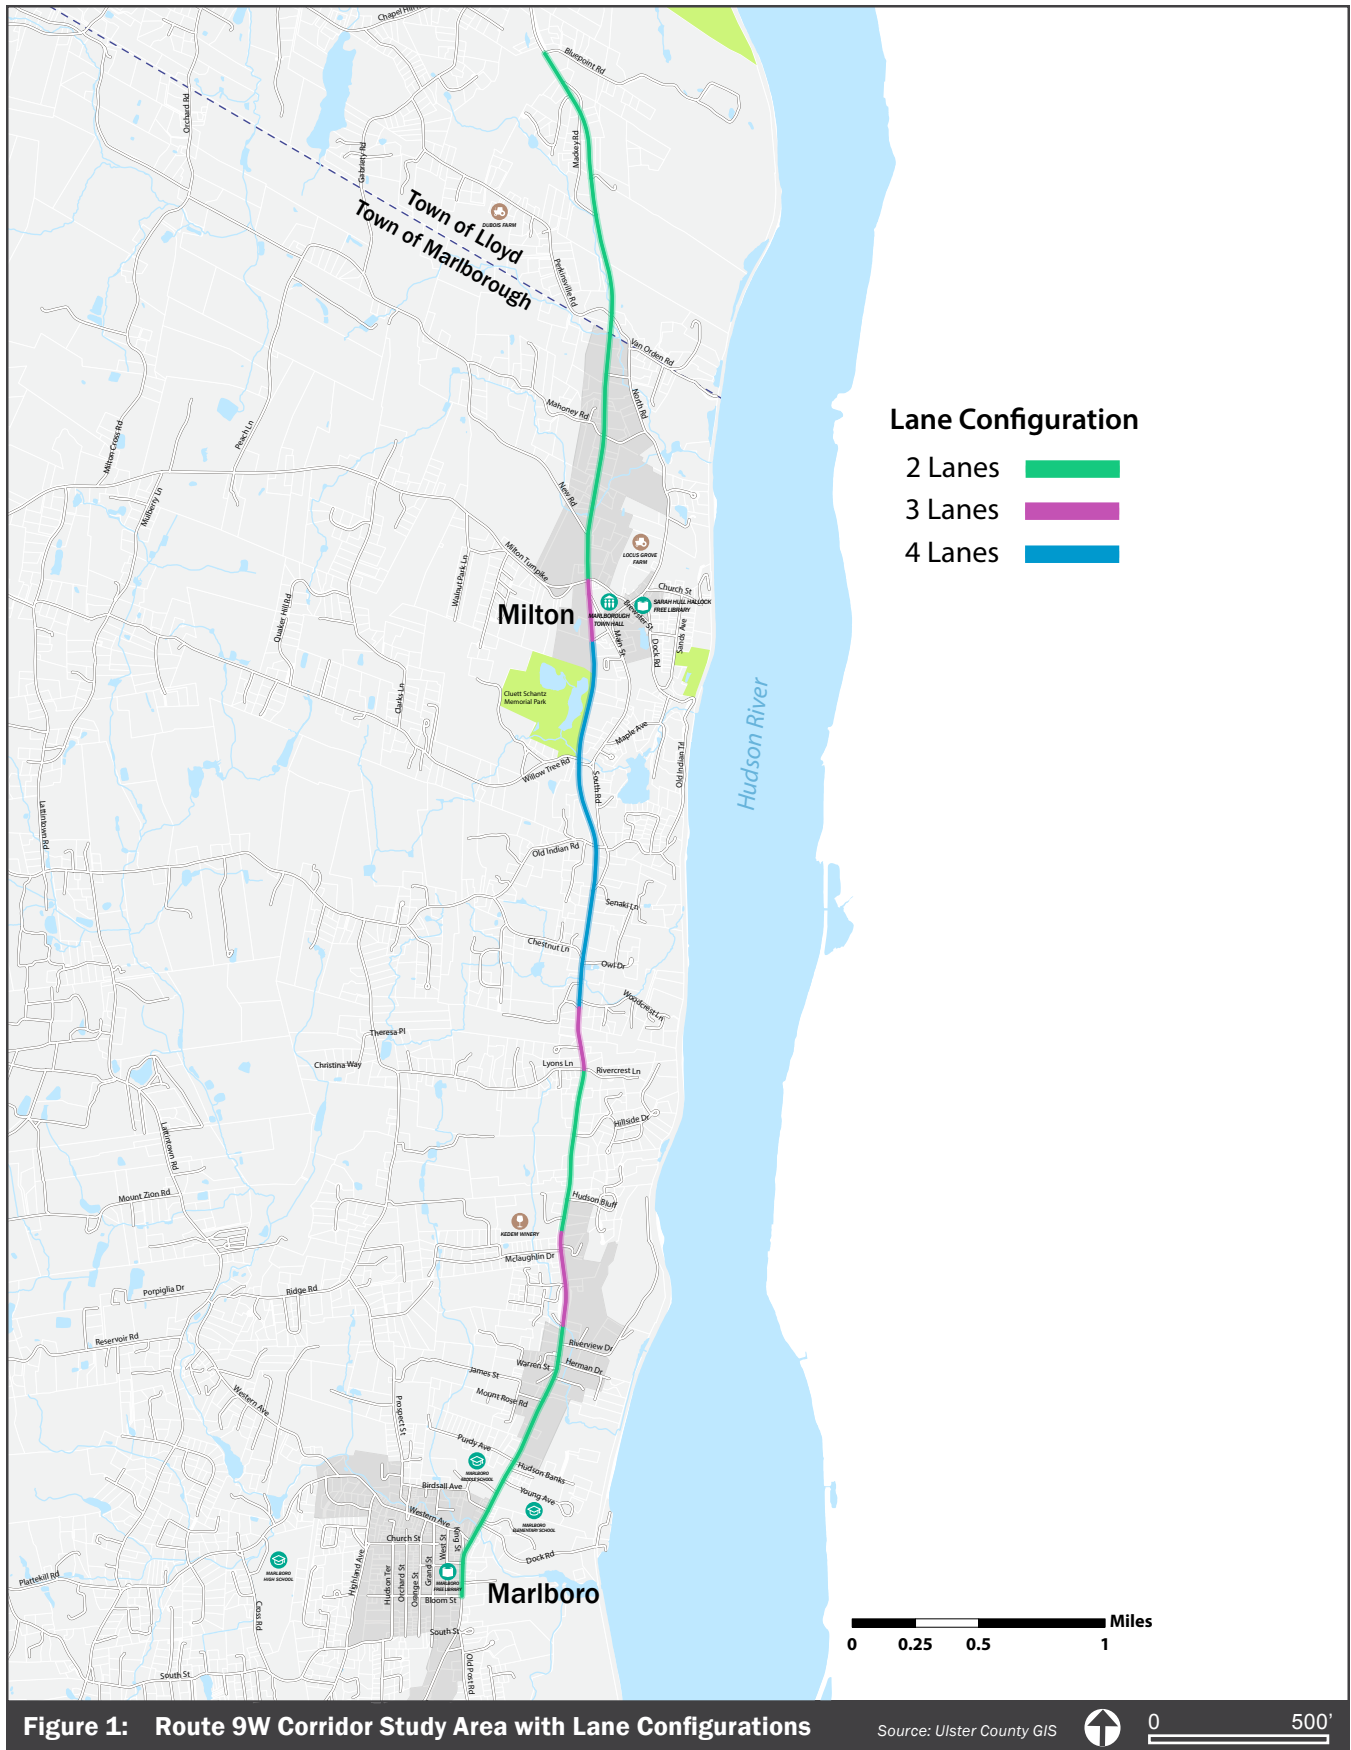 Chapel Hill
Bluepoint Rd
Orchard Rd
Mackey Rd
Gabriety Rd
Town of Lloyd
Town of Marlborough
DUBOIS FARM
Perkinsville Rd
Van Orden Rd
Mahoney Rd
North Rd
Milton Cross Rd
Peach Ln
Mulberry Ln
New Rd
Lane Configuration
2 Lanes
3 Lanes
4 Lanes
LOCUS GROVE
FARM
Milton Turnpike
Walnut Park Ln
Quaker Hill Rd
Church St
Milton
MARLBOROUGH
TOWN HALL
SARAH HULL HALLOCK
FREE LIBRARY
Brewster St
Main St
Dock Rd
Sands Ave
Cluett Schantz
Memorial Park
Clarks Ln
Maple Ave
Hudson River
Willow Tree Rd
South Rd
Old Indian Trl
Lattintown Rd
Old Indian Rd
Senaki Ln
Chestnut Ln
Owl Dr
Woodcrest Ln
Theresa Pl
Christina Way
Lyons Ln
Rivercrest Ln
Hillside Dr
Lattintown Rd
Mount Zion Rd
Hudson Bluff
KEDEM WINERY
Mclaughlin Dr
Porpiglia Dr
Ridge Rd
Reservoir Rd
Riverview Dr
Warren St
Herman Dr
James St
Mount Rose Rd
Western Ave
Prospect St
Purdy Ave
MARLBORO
MIDDLE SCHOOL
Hudson Banks
Birdsall Ave
Young Ave
Western Ave
MARLBORO
ELEMENTARY SCHOOL
Church St
West St
King St
Dock Rd
MARLBORO
HIGH SCHOOL
Highland Ave
Hudson Ter
Orchard St
Orange St
Grand St
MARLBORO
FREE LIBRARY
Bloom St
Marlboro
Plattekill Rd
Cross Rd
South St
Old Post Rd
South St
Miles
0 0.25 0.5 1
Figure 1: Route 9W Corridor Study Area with Lane Configurations
Source: Ulster County GIS
0 500'